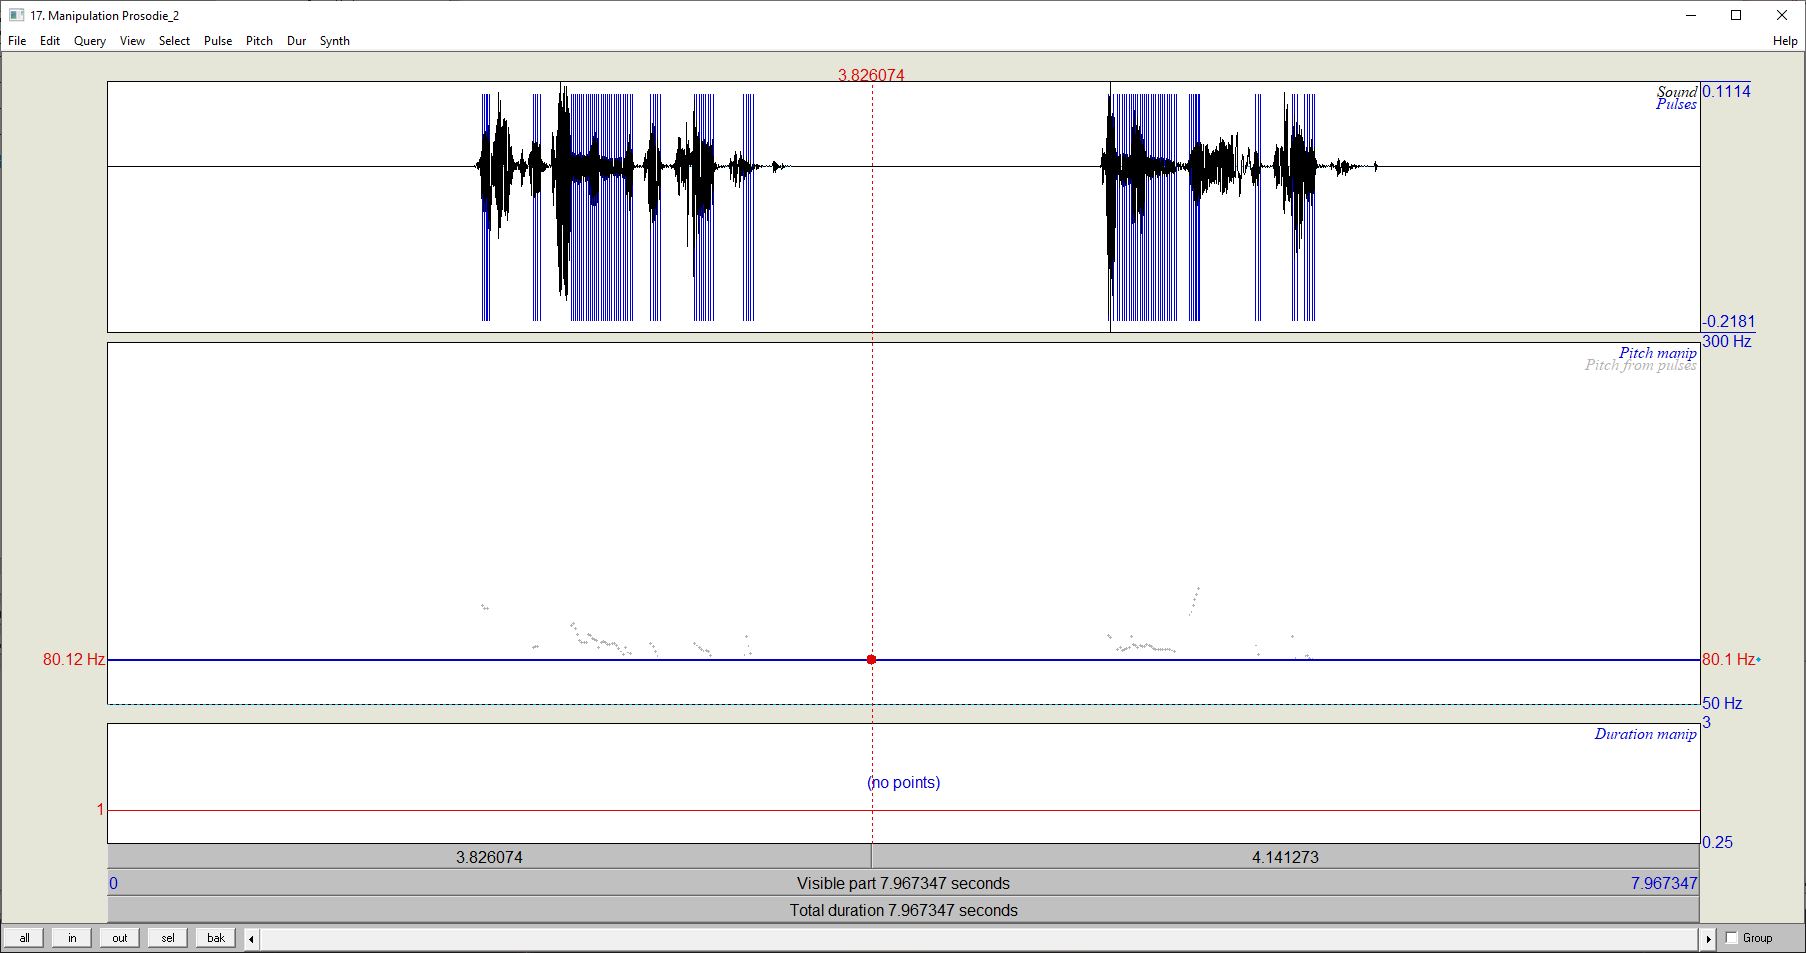 17. Manipulation Prosodie_2
File Edit Query View Select Pulse Pitch Dur Synth Help
3.826074
Sound 0.1114
Pulses
-0.2181
300 Hz
Pitch manip
Pitch from pulses
80.12 Hz 80.1 Hz
50 Hz
3
Duration manip
(no points)
1
0.25
3.826074 4.141273
0 Visible part 7.967347 seconds 7.967347
Total duration 7.967347 seconds
all in out sel bak Group